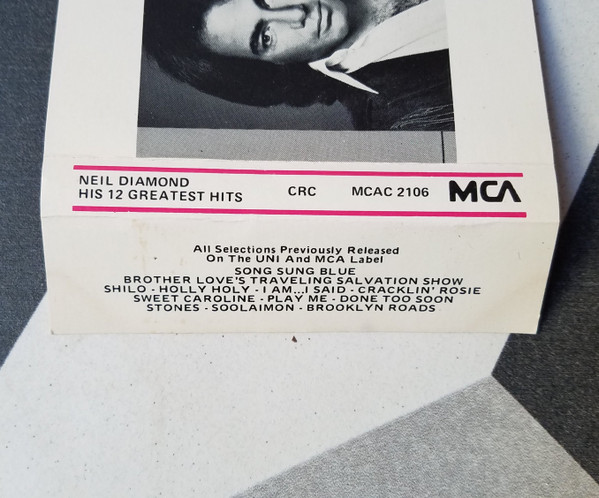 NEIL DIAMOND
HIS 12 GREATEST HITS
CRC
MCAC 2106
MCA
All Selections Previously Released
On The UNI And MCA Label
SONG SUNG BLUE
BROTHER LOVE'S TRAVELING SALVATION SHOW
SHILO - HOLLY HOLY - I AM...I SAID - CRACKLIN' ROSIE
SWEET CAROLINE - PLAY ME - DONE TOO SOON
STONES - SOOLAIMON - BROOKLYN ROADS